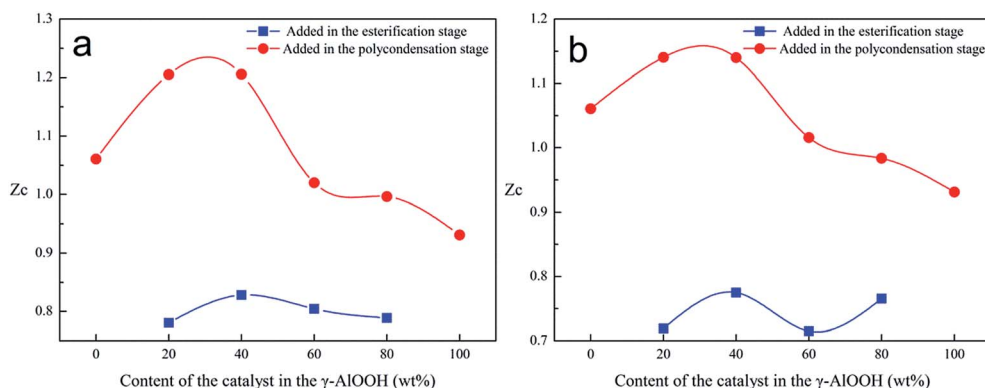 a
Added in the esterification stage
Added in the polycondensation stage
1.3
1.2
1.1
1.0
0.9
0.8
Zc
0 20 40 60 80 100
Content of the catalyst in the γ-AlOOH (wt%)
b
Added in the esterification stage
Added in the polycondensation stage
1.2
1.1
1.0
0.9
0.8
0.7
Zc
0 20 40 60 80 100
Content of the catalyst in the γ-AlOOH (wt%)